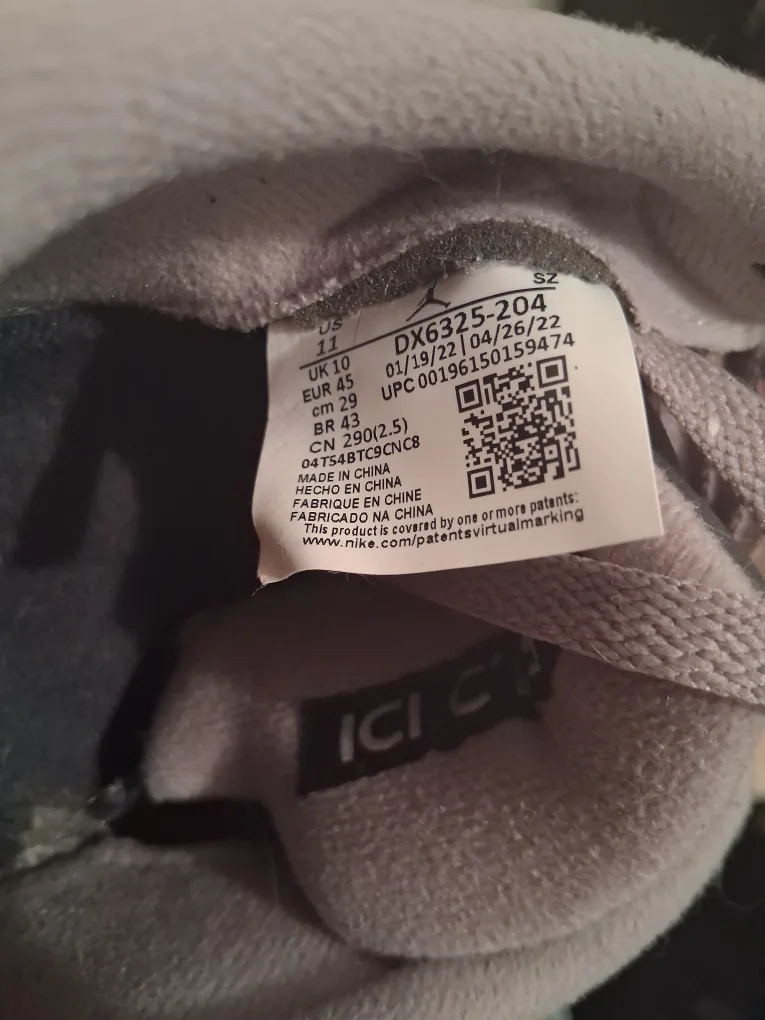 SZ
US
11
DX6325-204
UK 10
01/19/22 | 04/26/22
EUR 45
UPC 00196150159474
cm 29
BR 43
CN 290(2.5)
04T54BTC9CNC8
MADE IN CHINA
HECHO EN CHINA
FABRIQUE EN CHINE
FABRICADO NA CHINA
This product is covered by one or more patents:
www.nike.com/patentsvirtualmarking
ICI C'